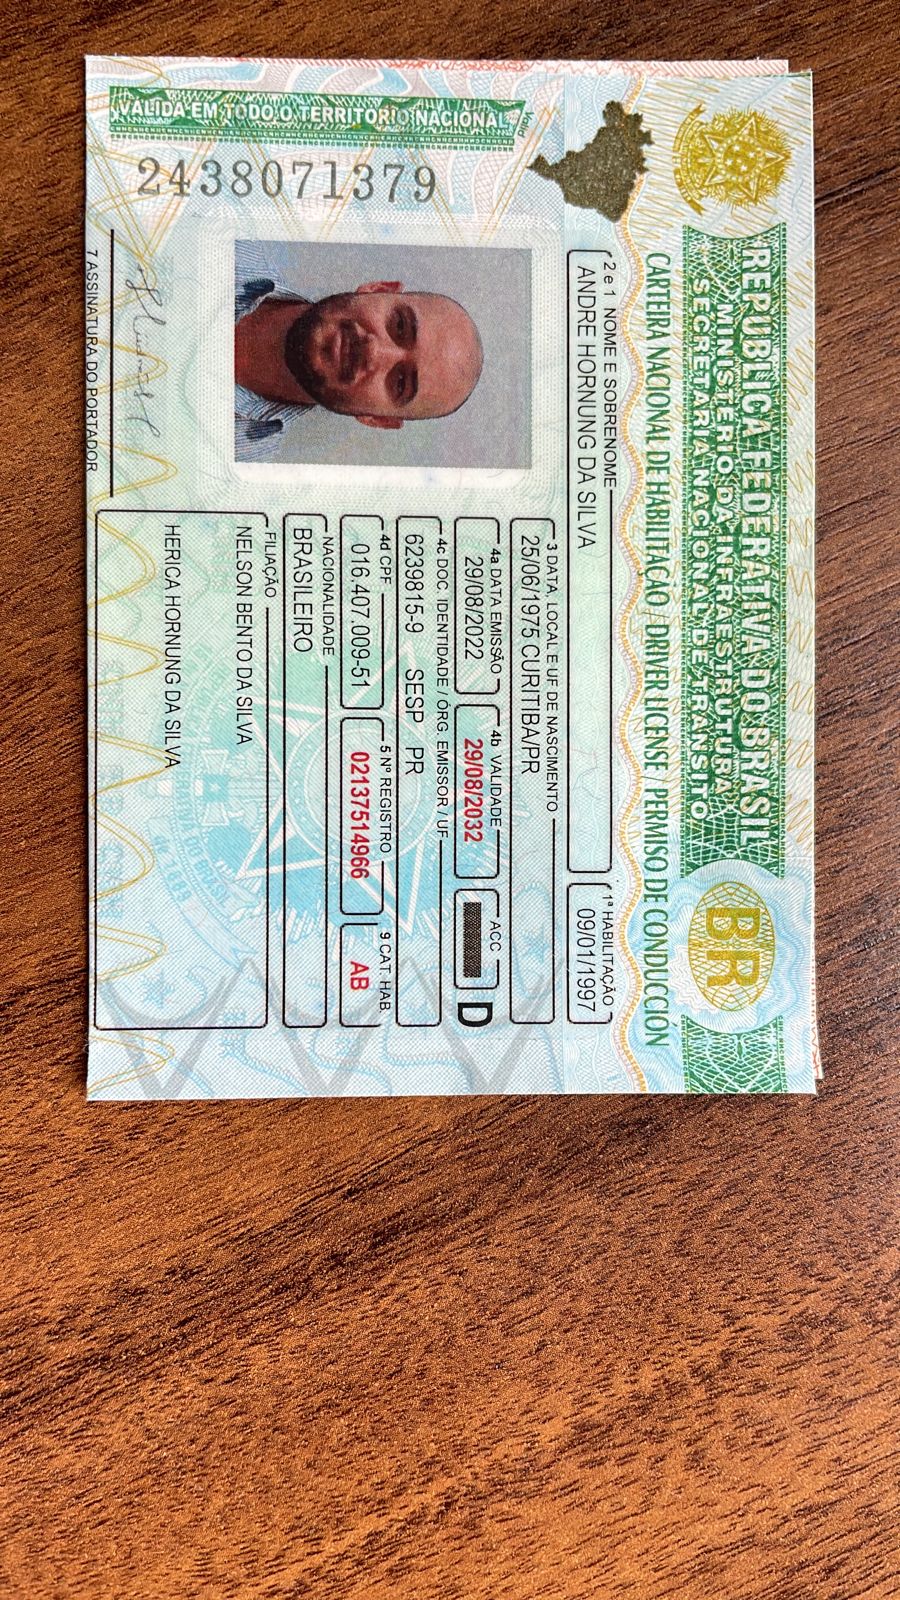 REPÚBLICA FEDERATIVA DO BRASIL
MINISTÉRIO DA INFRAESTRUTURA
SECRETARIA NACIONAL DE TRÂNSITO
BR
CARTEIRA NACIONAL DE HABILITAÇÃO / DRIVER LICENSE / PERMISO DE CONDUCCIÓN
2 e 1 NOME E SOBRENOME
ANDRE HORNUNG DA SILVA
1ª HABILITAÇÃO
09/01/1997
3 DATA, LOCAL E UF DE NASCIMENTO
25/06/1975 CURITIBA/PR
4a DATA EMISSÃO
29/08/2022
4b VALIDADE
29/08/2032
ACC
D
4c DOC. IDENTIDADE / ÓRG. EMISSOR / UF
6239815-9 SESP PR
4d CPF
016.407.009-51
5 Nº REGISTRO
02137514966
9 CAT. HAB
AB
NACIONALIDADE
BRASILEIRO
FILIAÇÃO
NELSON BENTO DA SILVA
HERICA HORNUNG DA SILVA
7 ASSINATURA DO PORTADOR
VÁLIDA EM TODO O TERRITÓRIO NACIONAL
2438071379